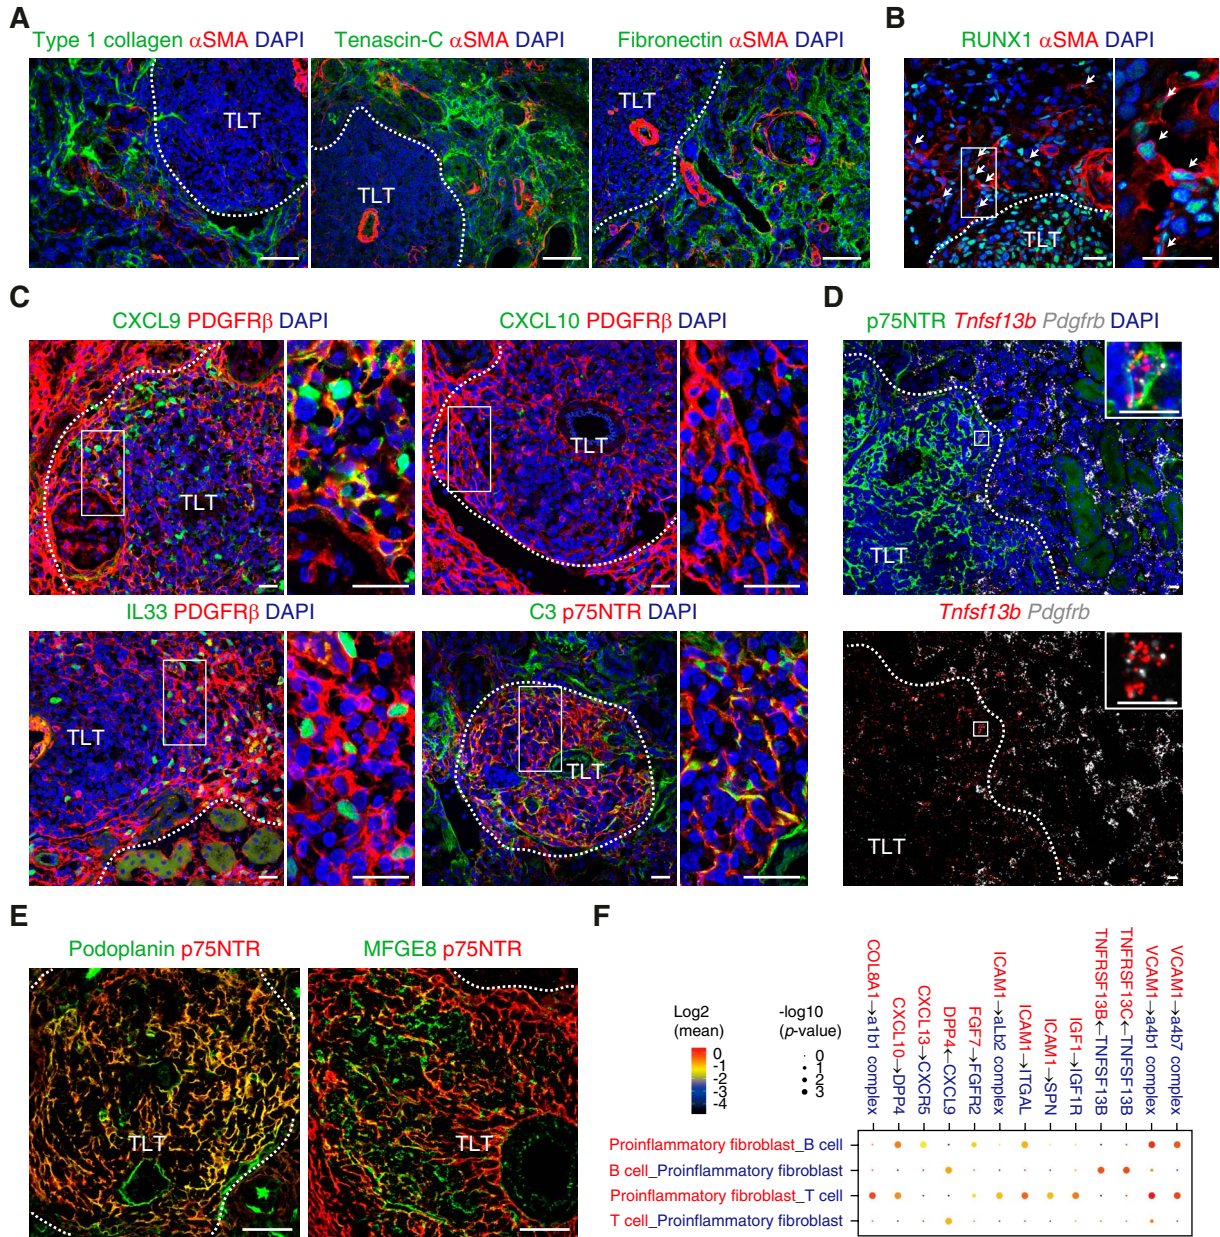 A
Type 1 collagen αSMA DAPI
Tenascin-C αSMA DAPI
Fibronectin αSMA DAPI
TLT
TLT
TLT
B
RUNX1 αSMA DAPI
TLT
C
CXCL9 PDGFRβ DAPI
CXCL10 PDGFRβ DAPI
TLT
TLT
IL33 PDGFRβ DAPI
C3 p75NTR DAPI
TLT
TLT
D
p75NTR Tnfsf13b Pdgfrb DAPI
TLT
Tnfsf13b Pdgfrb
TLT
E
Podoplanin p75NTR
MFGE8 p75NTR
TLT
TLT
F
Log2
(mean)
0
-1
-2
-3
-4
-log10
(p-value)
0
1
2
3
COL8A1→a1b1 complex
CXCL10→DPP4
CXCL13→CXCR5
DPP4←CXCL9
FGF7→FGFR2
ICAM1→aLb2 complex
ICAM1→ITGAL
ICAM1→SPN
IGF1→IGF1R
TNFRSF13B←TNFSF13B
TNFRSF13C←TNFSF13B
VCAM1→a4b1 complex
VCAM1→a4b7 complex
Proinflammatory fibroblast_B cell
B cell_Proinflammatory fibroblast
Proinflammatory fibroblast_T cell
T cell_Proinflammatory fibroblast